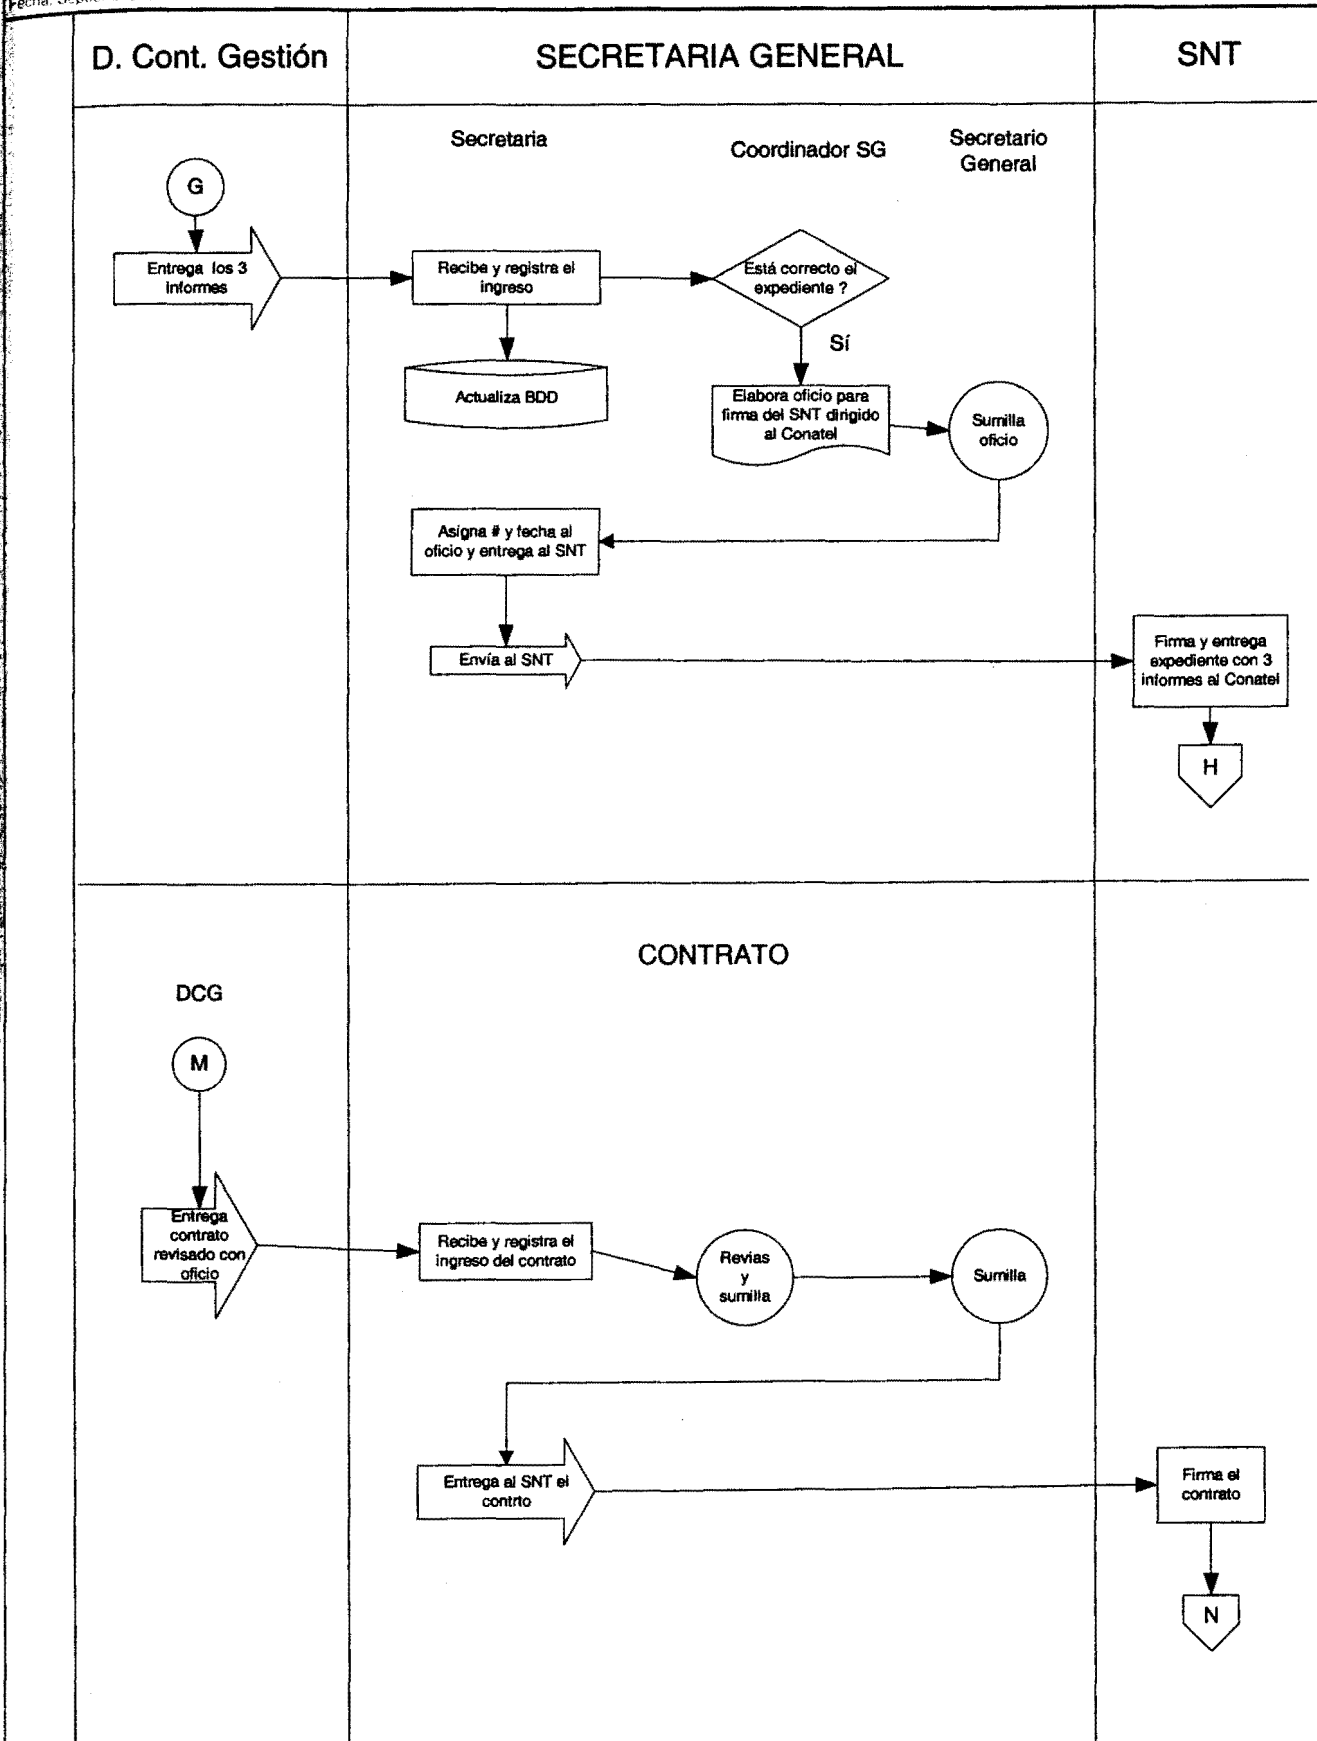 D. Cont. Gestión
SECRETARIA GENERAL
SNT
Secretaria
Coordinador SG
Secretario
General
G
Entrega los 3
informes
Recibe y registra el
ingreso
Está correcto el
expediente ?
Sí
Actualiza BDD
Elabora oficio para
firma del SNT dirigido
al Conatel
Sumilla
oficio
Asigna # y fecha al
oficio y entrega al SNT
Envía al SNT
Firma y entrega
expediente con 3
informes al Conatel
H
CONTRATO
DCG
M
Entrega
contrato
revisado con
oficio
Recibe y registra el
ingreso del contrato
Revias
y
sumilla
Sumilla
Entrega al SNT el
contrto
Firma el
contrato
N